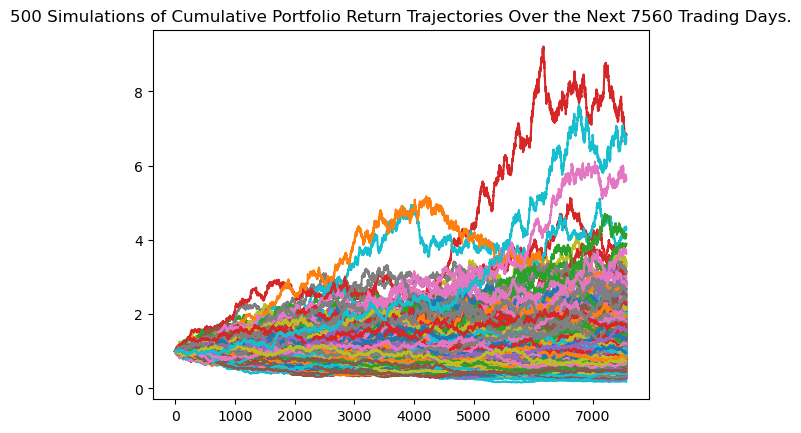 500 Simulations of Cumulative Portfolio Return Trajectories Over the Next 7560 Trading Days.
8
6
4
2
0
0 1000 2000 3000 4000 5000 6000 7000